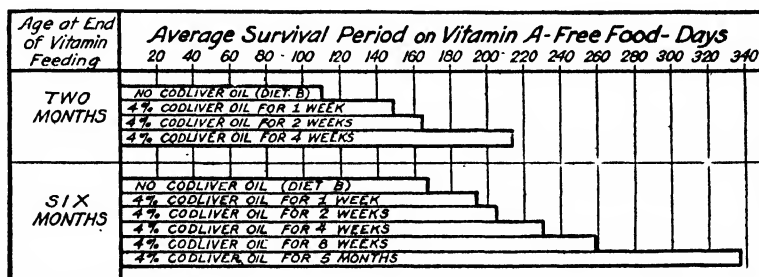 Age at End
of Vitamin
Feeding
Average Survival Period on Vitamin A-Free Food-Days
20 40 60 80 100 120 140 160 180 200 220 240 260 280 300 320 340
TWO
MONTHS
NO CODLIVER OIL (DIET B)
4% CODLIVER OIL FOR 1 WEEK
4% CODLIVER OIL FOR 2 WEEKS
4% CODLIVER OIL FOR 4 WEEKS
SIX
MONTHS
NO CODLIVER OIL (DIET B)
4% CODLIVER OIL FOR 1 WEEK
4% CODLIVER OIL FOR 2 WEEKS
4% CODLIVER OIL FOR 4 WEEKS
4% CODLIVER OIL FOR 8 WEEKS
4% CODLIVER OIL FOR 5 MONTHS